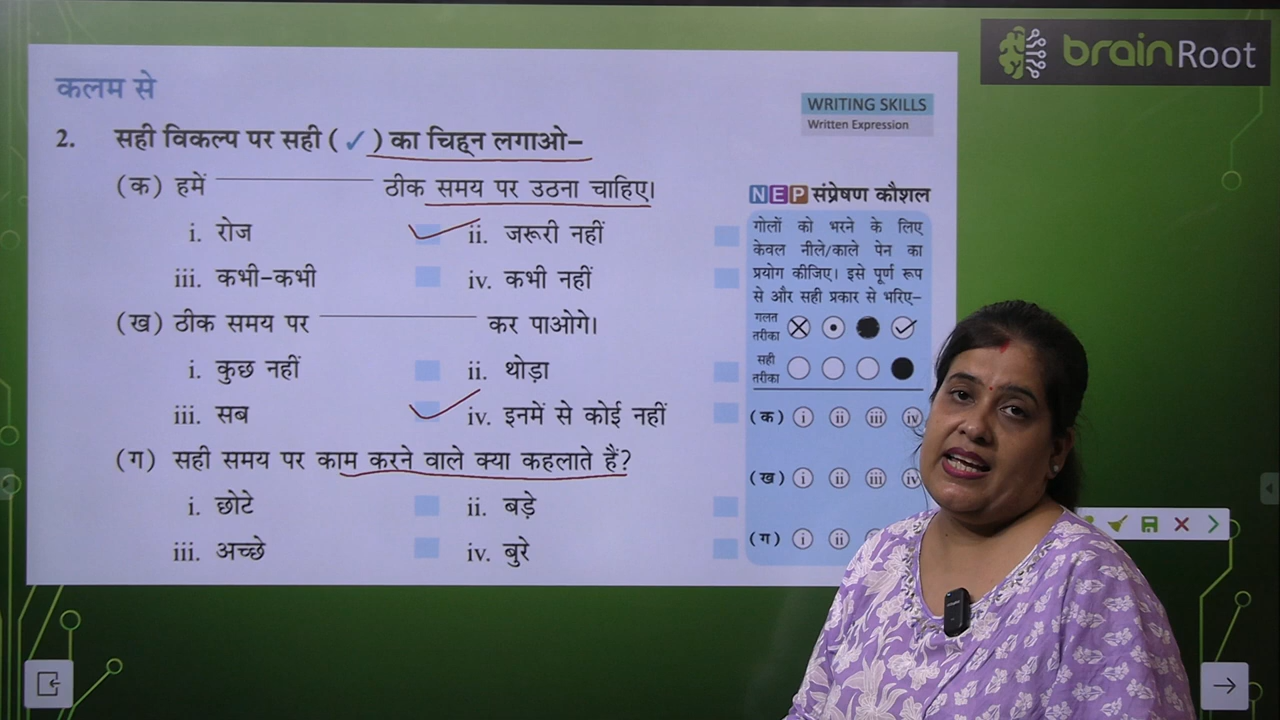 brainRoot
कलम से
WRITING SKILLS
Written Expression
2. सही विकल्प पर सही ( ✓ ) का चिह्न लगाओ–
(क) हमें ____________ ठीक समय पर उठना चाहिए।
i. रोज ii. जरूरी नहीं
iii. कभी–कभी iv. कभी नहीं
(ख) ठीक समय पर ____________ कर पाओगे।
i. कुछ नहीं ii. थोड़ा
iii. सब iv. इनमें से कोई नहीं
(ग) सही समय पर काम करने वाले क्या कहलाते हैं?
i. छोटे ii. बड़े
iii. अच्छे iv. बुरे
NEP संप्रेषण कौशल
गोलों को भरने के लिए
केवल नीले/काले पेन का
प्रयोग कीजिए। इसे पूर्ण रूप
से और सही प्रकार से भरिए–
गलत
तरीका
सही
तरीका
(क) i ii iii iv
(ख) i ii iii iv
(ग) i ii